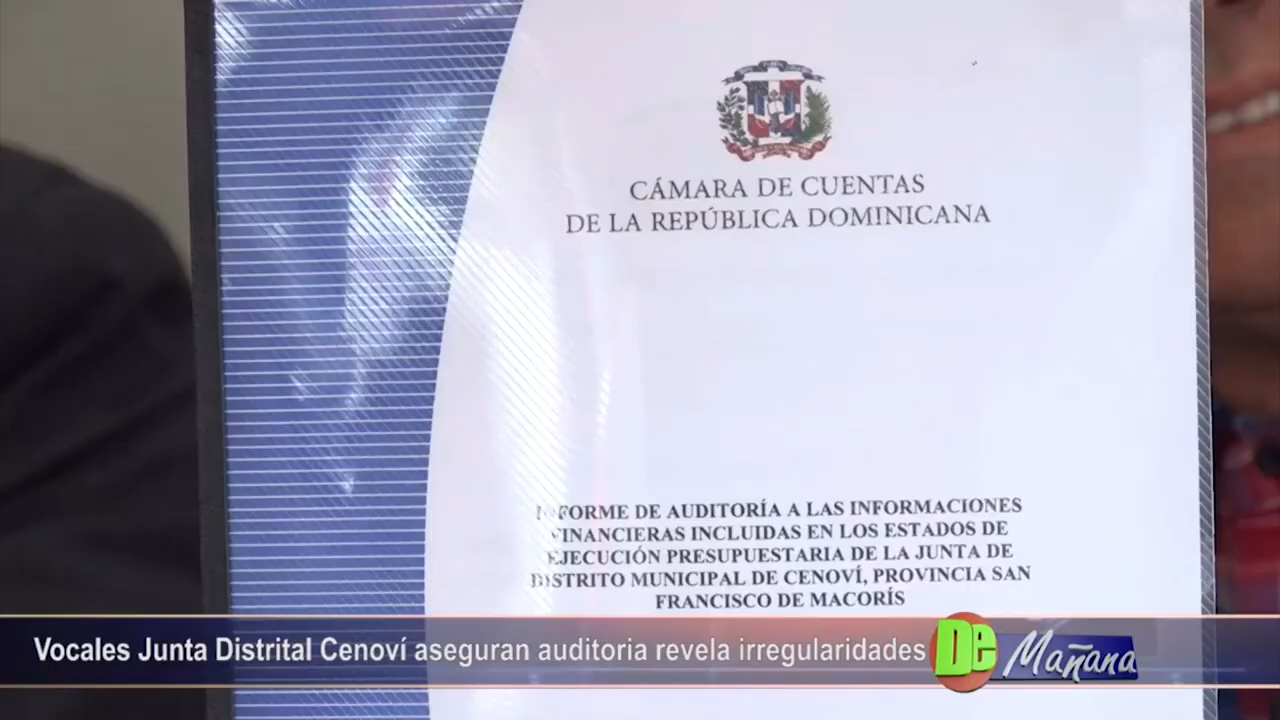 CÁMARA DE CUENTAS
DE LA REPÚBLICA DOMINICANA
INFORME DE AUDITORÍA A LAS INFORMACIONES
FINANCIERAS INCLUIDAS EN LOS ESTADOS DE
EJECUCIÓN PRESUPUESTARIA DE LA JUNTA DE
DISTRITO MUNICIPAL DE CENOVÍ, PROVINCIA SAN
FRANCISCO DE MACORÍS
Vocales Junta Distrital Cenoví aseguran auditoria revela irregularidades
De Mañana